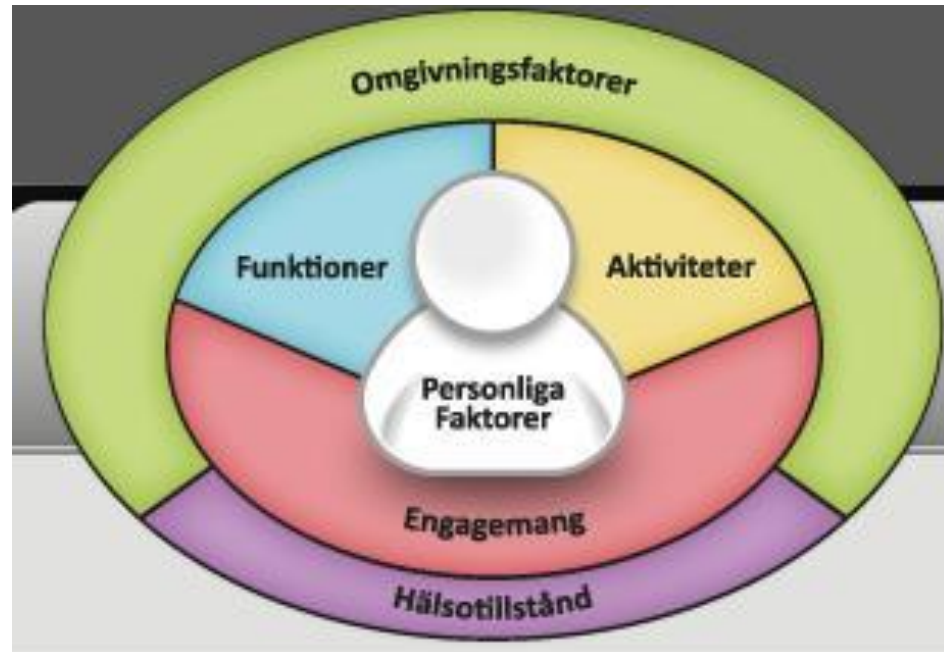 Omgivningsfaktorer
Funktioner
Aktiviteter
Personliga
Faktorer
Engagemang
Hälsotillstånd